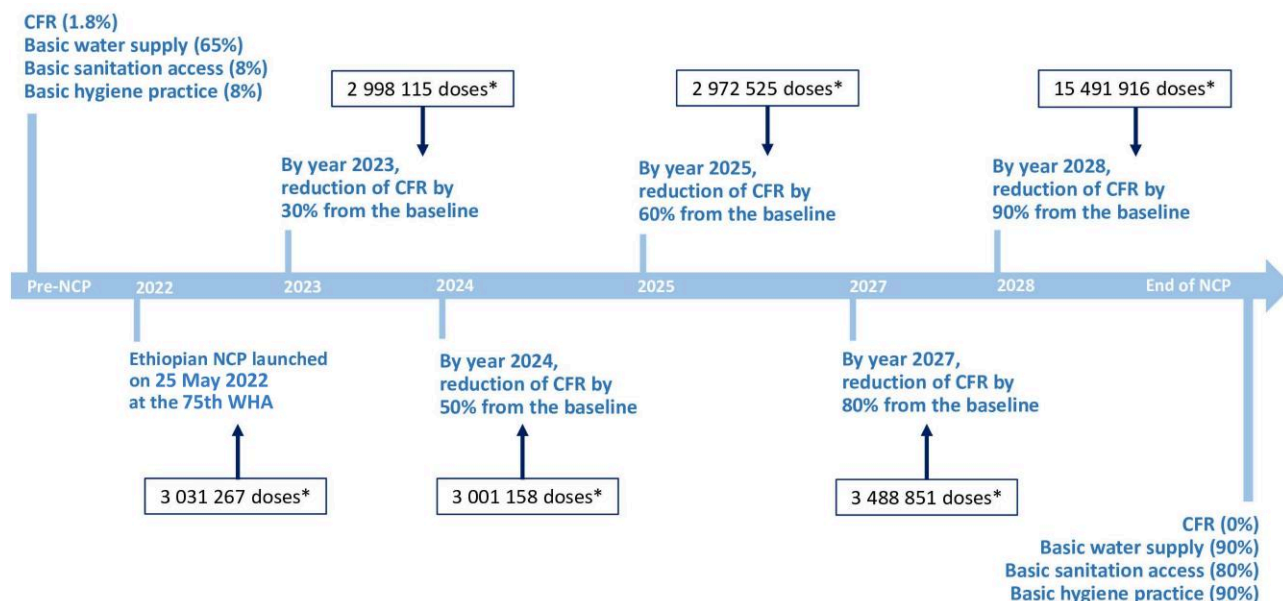 CFR (1.8%)
Basic water supply (65%)
Basic sanitation access (8%)
Basic hygiene practice (8%)
2 998 115 doses*
2 972 525 doses*
15 491 916 doses*
By year 2023,
reduction of CFR by
30% from the baseline
By year 2025,
reduction of CFR by
60% from the baseline
By year 2028,
reduction of CFR by
90% from the baseline
Pre-NCP
2022
2023
2024
2025
2027
2028
End of NCP
Ethiopian NCP launched
on 25 May 2022
at the 75th WHA
By year 2024,
reduction of CFR by
50% from the baseline
By year 2027,
reduction of CFR by
80% from the baseline
3 031 267 doses*
3 001 158 doses*
3 488 851 doses*
CFR (0%)
Basic water supply (90%)
Basic sanitation access (80%)
Basic hygiene practice (90%)